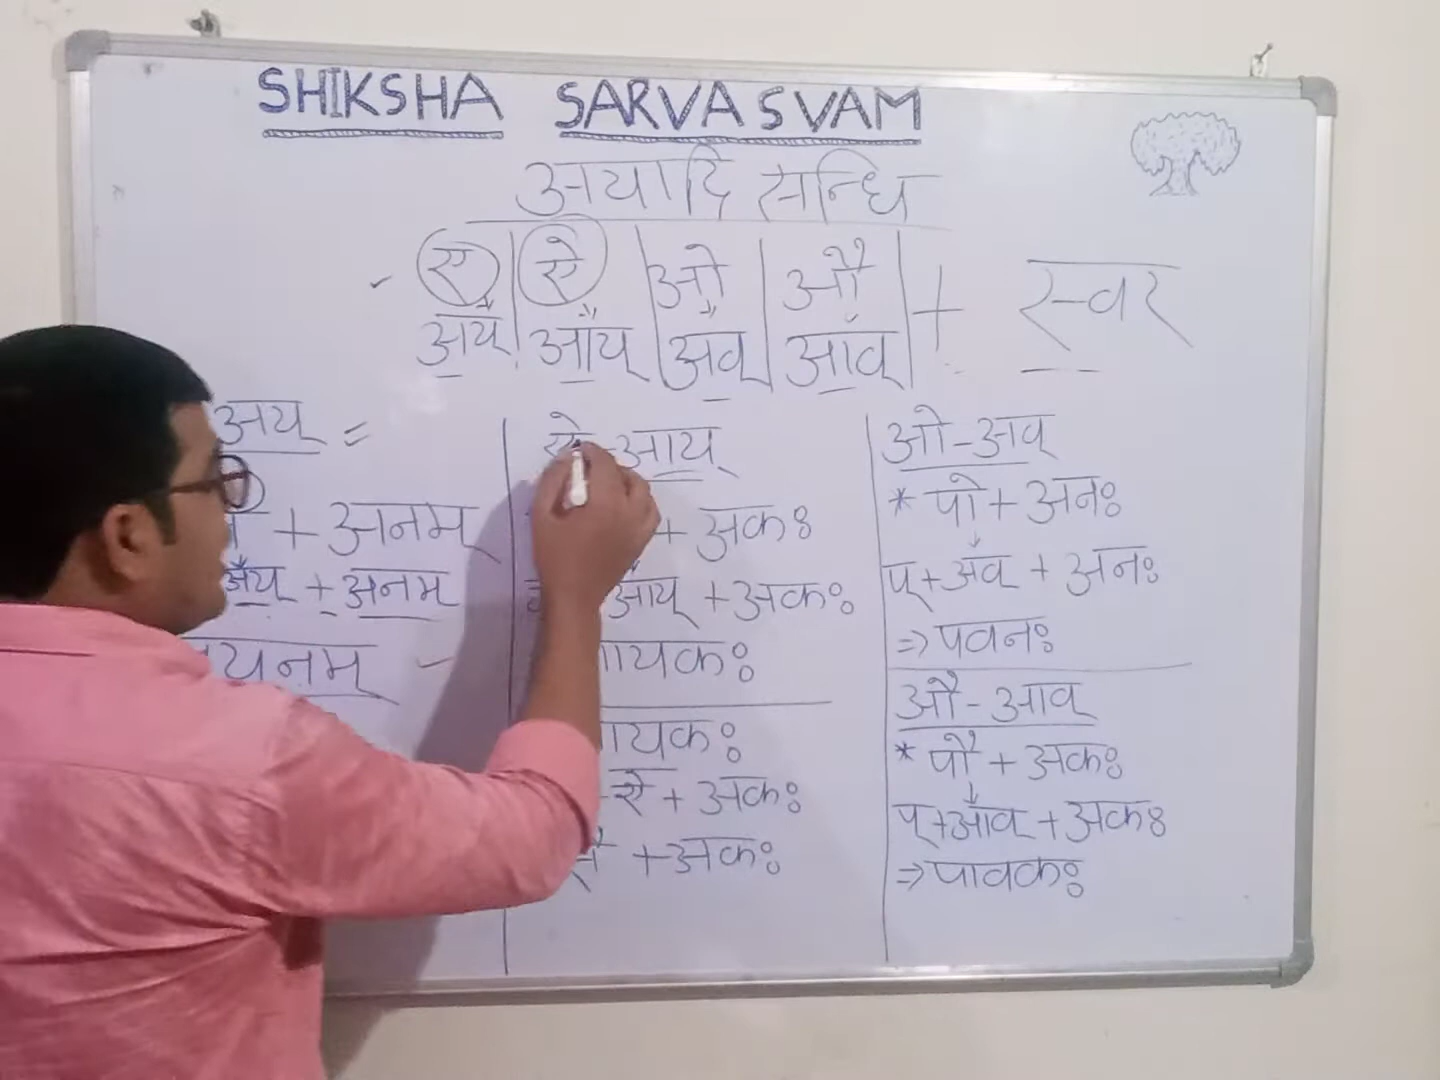 SHIKSHA SARVASVAM
अयादि सन्धि
ए | ऐ | ओ | औ + स्वर
अय् | आय् | अव् | आव्
अय् =
+ अनम्
अय् + अनम्
यनम्
ऐ - आय्
+ अकः
आय् + अकः
ायकः
ायकः
ऐ + अकः
+ अकः
ओ - अव्
* पो + अनः
प् + अव् + अनः
⇒ पवनः
औ - आव्
* पौ + अकः
प् + आव् + अकः
⇒ पावकः